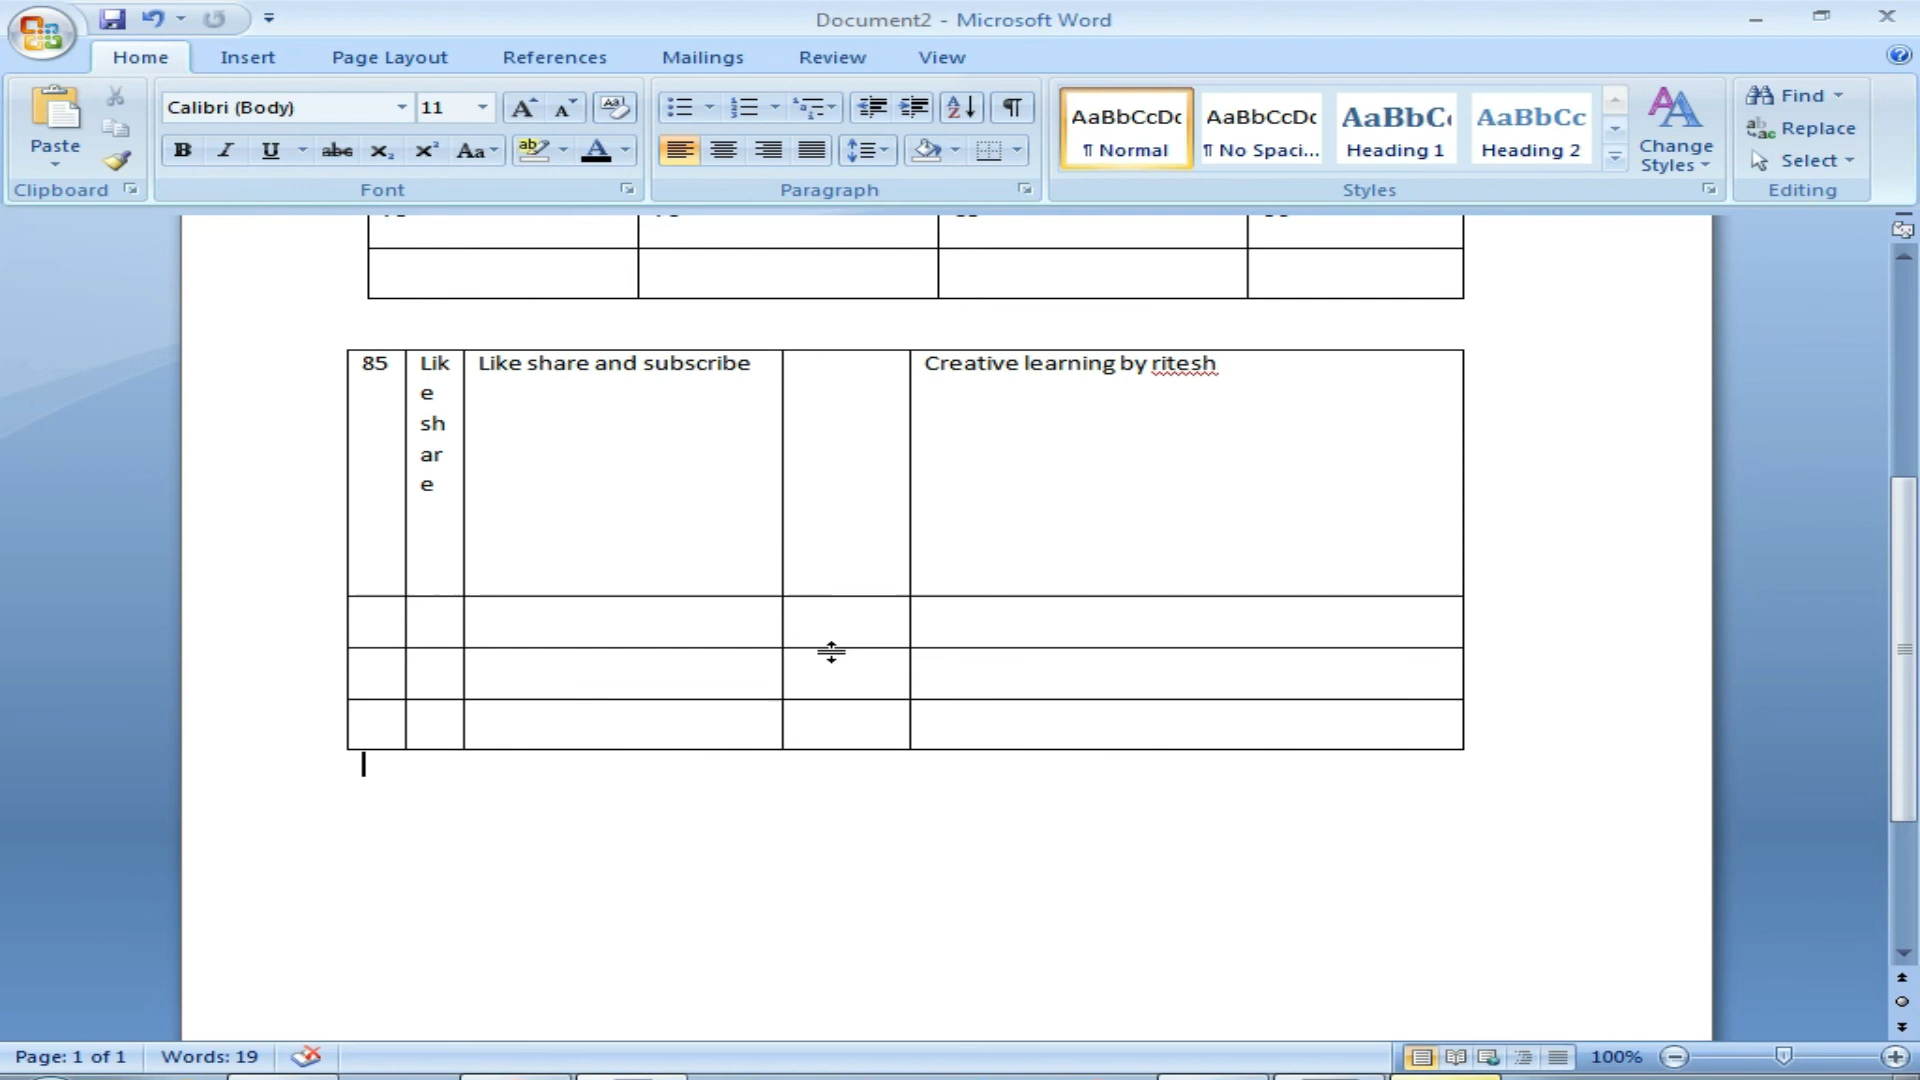 Document2 - Microsoft Word
Home Insert Page Layout References Mailings Review View
Calibri (Body) 11
AaBbCcDc AaBbCcDc AaBbC AaBbCc
Find
Replace
Select
Paste
¶ Normal ¶ No Spaci... Heading 1 Heading 2
Change
Styles
Clipboard Font Paragraph Styles Editing
85 Lik Like share and subscribe Creative learning by ritesh
e
sh
ar
e
Page: 1 of 1 Words: 19 100%